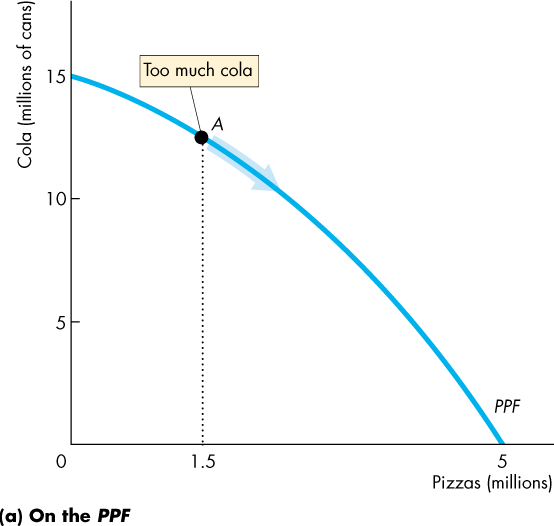 Cola (millions of cans)
15
Too much cola
A
10
5
PPF
0
1.5
5
Pizzas (millions)
(a) On the PPF